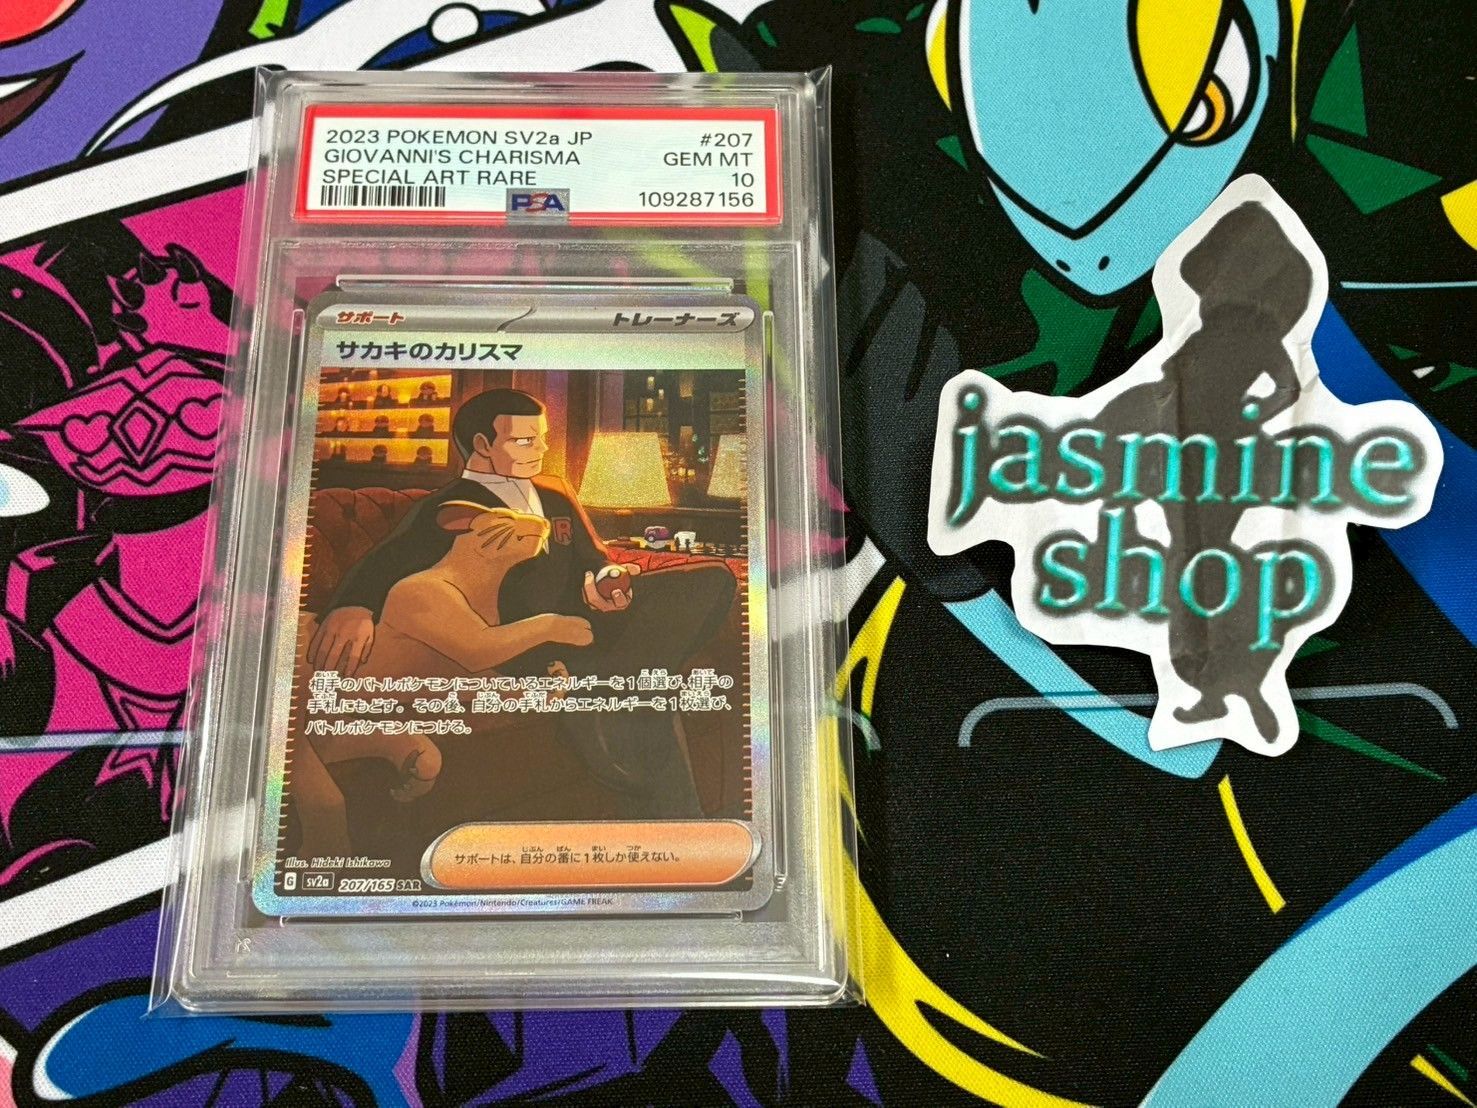 2023 POKEMON SV2a JP #207
GIOVANNI'S CHARISMA GEM MT
SPECIAL ART RARE 10
PSA 109287156
サポート トレーナーズ
サカキのカリスマ
R
相手のバトルポケモンについているエネルギーを1個選び、相手の
手札にもどす。その後、自分の手札からエネルギーを1枚選び、
バトルポケモンにつける。
サポートは、自分の番に1枚しか使えない。
Illus. Hideki Ishikawa
G sv2a 207/165 SAR
©2023 Pokémon/Nintendo/Creatures/GAME FREAK
jasmine
shop